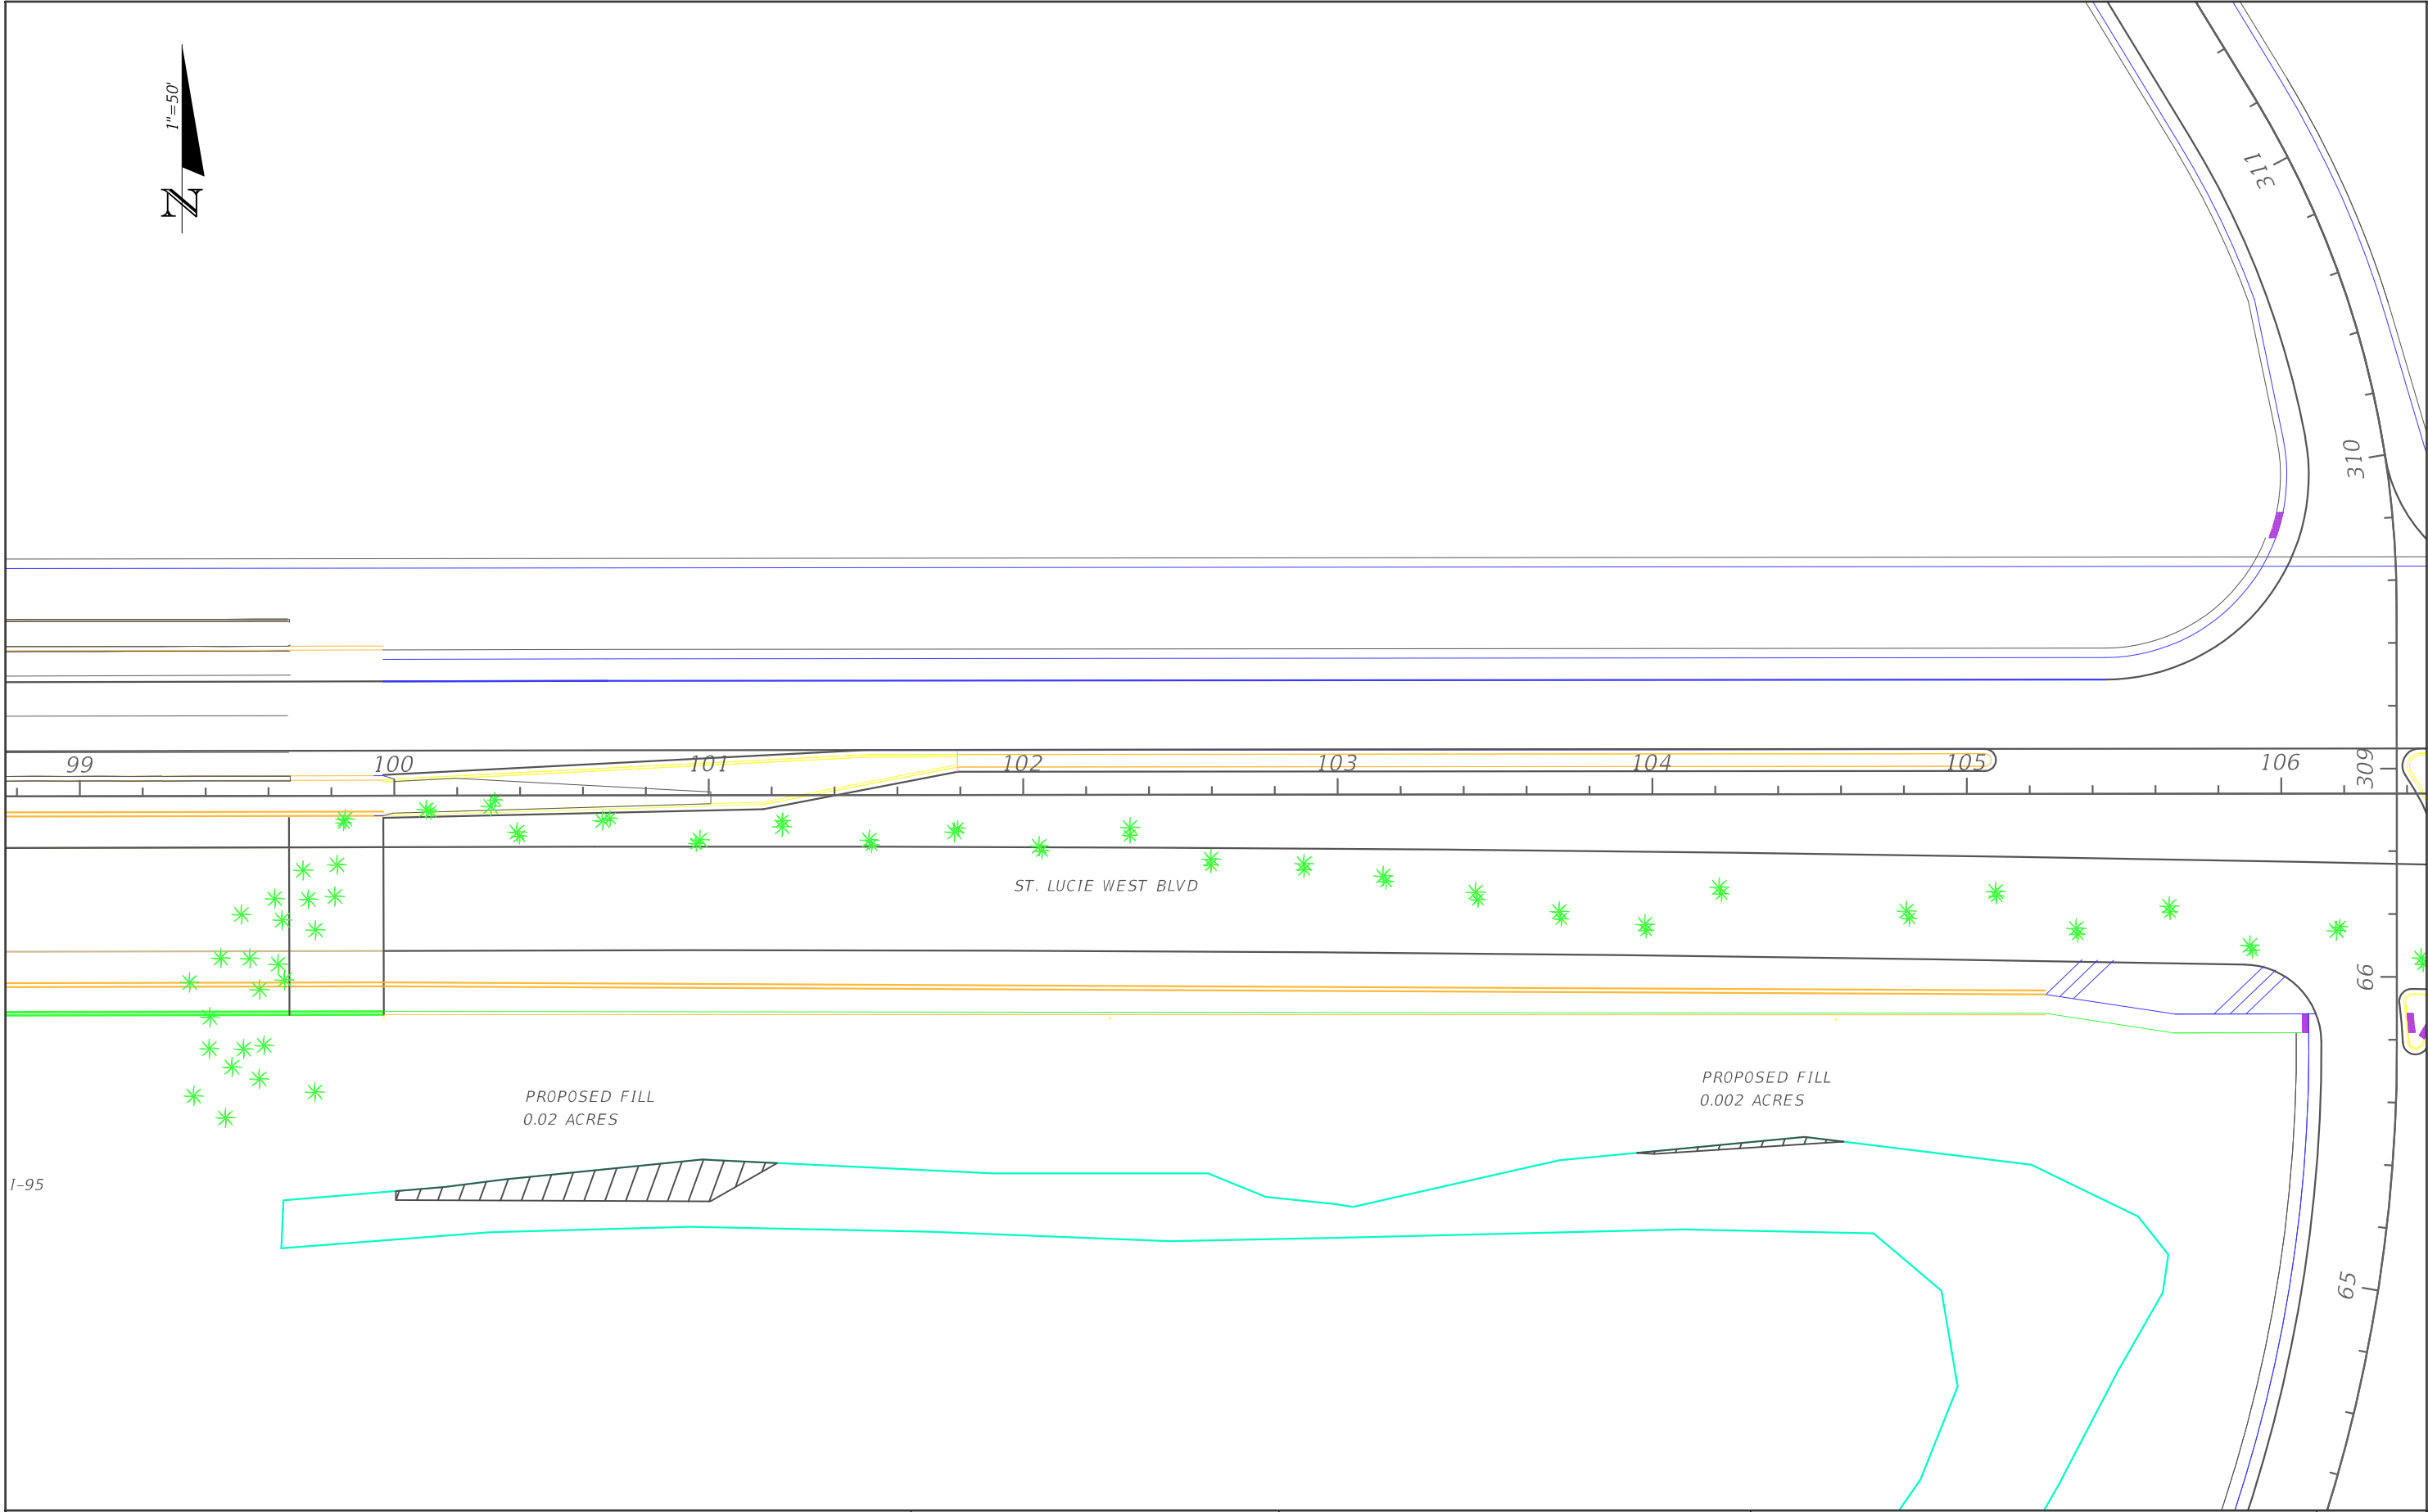 1"=50'
N
311
310
99
100
101
102
103
104
105
106
309
ST. LUCIE WEST BLVD
66
PROPOSED FILL
0.02 ACRES
PROPOSED FILL
0.002 ACRES
I-95
65